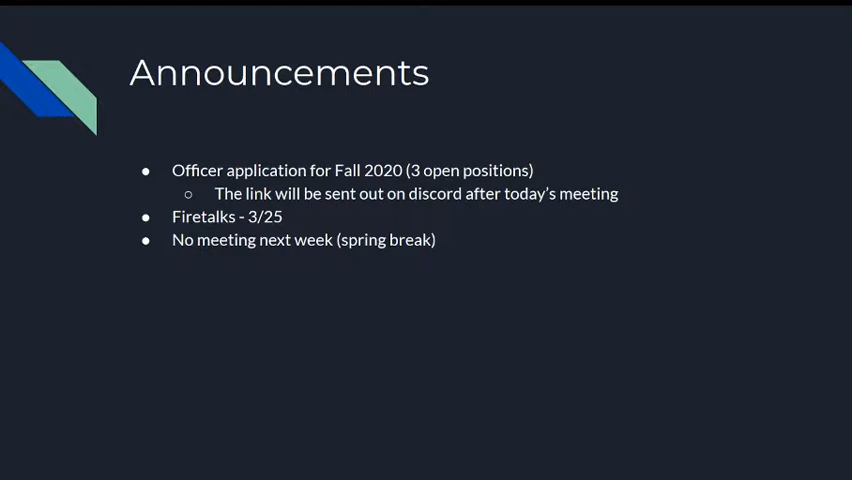 Announcements
● Officer application for Fall 2020 (3 open positions)
○ The link will be sent out on discord after today’s meeting
● Firetalks - 3/25
● No meeting next week (spring break)